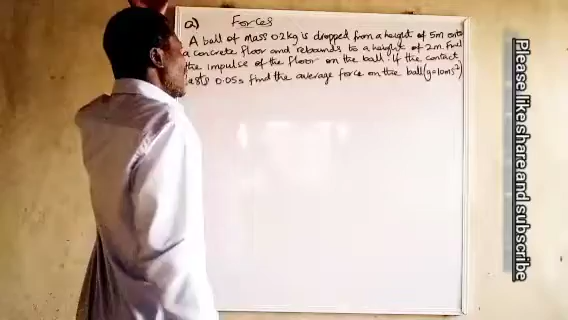 a) Forces
A ball of mass 0.2kg is dropped from a height of 5m onto
a concrete floor and rebounds to a height of 2m. Find
the impulse of the floor on the ball. If the contact
lasts 0.05s find the average force on the ball (g=10ms²)
Please like share and subscribe